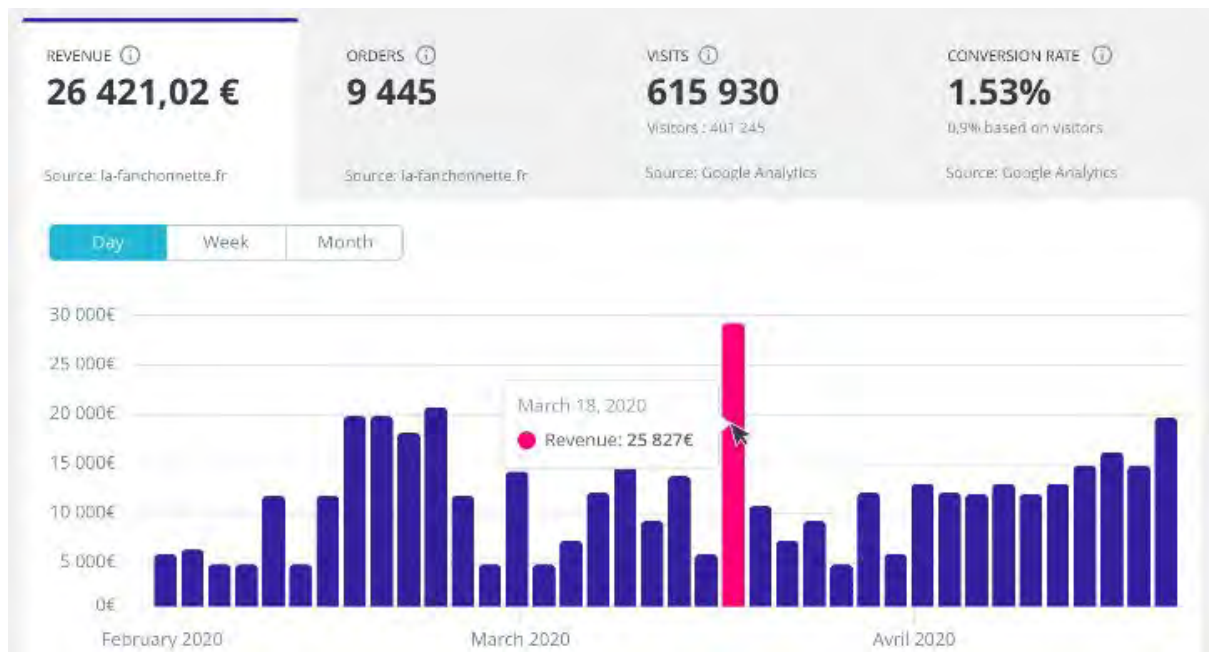 REVENUE
ORDERS
VISITS
CONVERSION RATE
26 421,02 €
9 445
615 930
1.53%
Visitors : 401 245
0,9% based on visitors
Source: la-fanchonnette.fr
Source: la-fanchonnette.fr
Source: Google Analytics
Source: Google Analytics
Day
Week
Month
30 000€
25 000€
20 000€
15 000€
10 000€
5 000€
0€
March 18, 2020
Revenue: 25 827€
February 2020
March 2020
Avril 2020